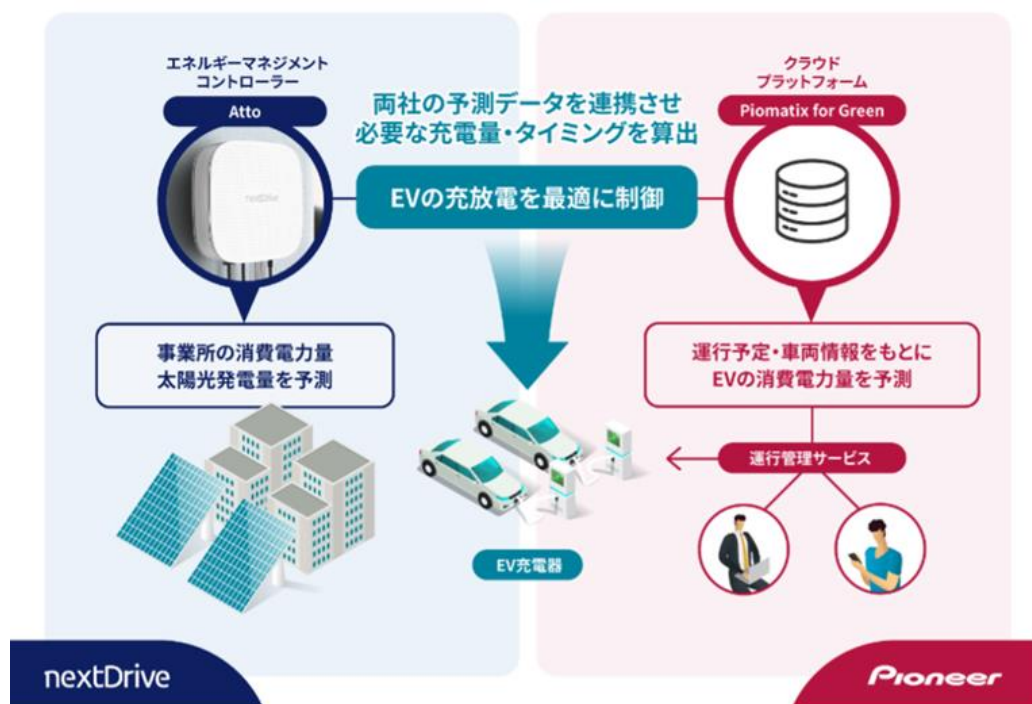 エネルギーマネジメント
コントローラー
Atto
nextDrive
事業所の消費電力量
太陽光発電量を予測
両社の予測データを連携させ
必要な充電量・タイミングを算出
EVの充放電を最適に制御
EV充電器
クラウド
プラットフォーム
Piomatix for Green
運行予定・車両情報をもとに
EVの消費電力量を予測
運行管理サービス
nextDrive
Pioneer